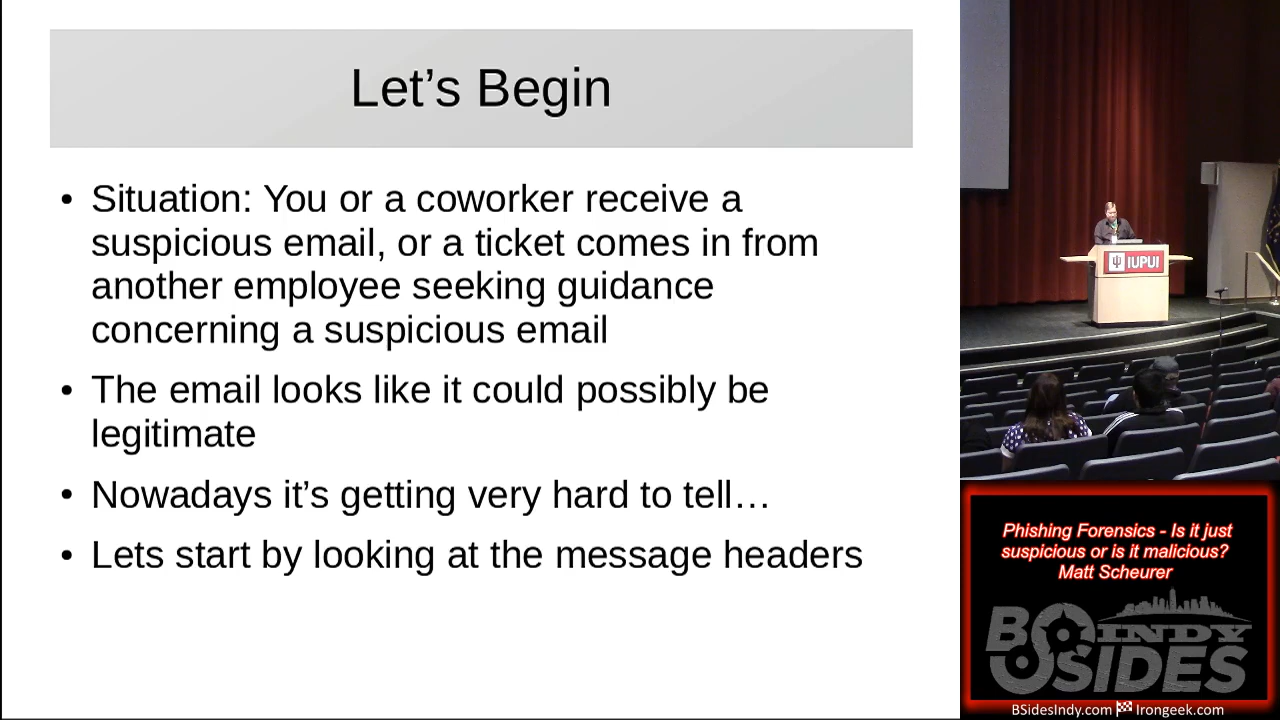 Let’s Begin
• Situation: You or a coworker receive a
suspicious email, or a ticket comes in from
another employee seeking guidance
concerning a suspicious email
• The email looks like it could possibly be
legitimate
• Nowadays it’s getting very hard to tell…
• Lets start by looking at the message headers
IUPUI
Phishing Forensics - Is it just
suspicious or is it malicious?
Matt Scheurer
BSIDES INDY
BSidesIndy.com Irongeek.com